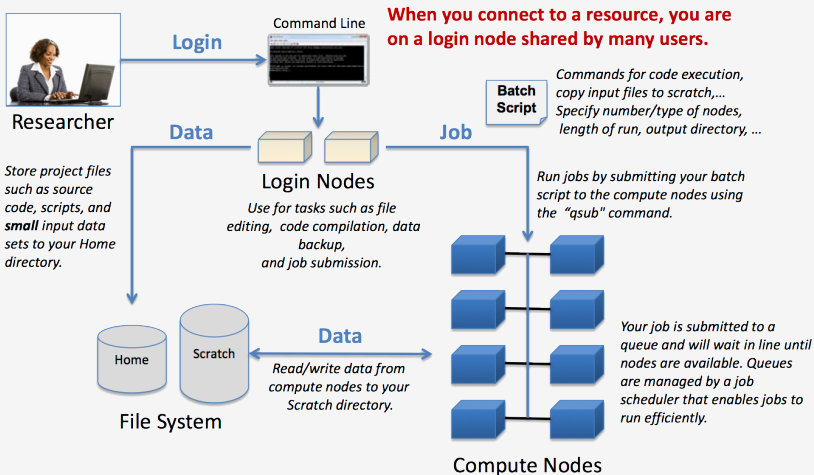 When you connect to a resource, you are
on a login node shared by many users.
Command Line
Login
Researcher
Batch
Script
Commands for code execution,
copy input files to scratch,...
Specify number/type of nodes,
length of run, output directory, ...
Data
Job
Login Nodes
Use for tasks such as file
editing, code compilation, data
backup,
and job submission.
Store project files
such as source
code, scripts, and
small input data
sets to your Home
directory.
Run jobs by submitting your batch
script to the compute nodes using
the “qsub" command.
Home
Scratch
File System
Data
Read/write data from
compute nodes to your
Scratch directory.
Your job is submitted to a
queue and will wait in line until
nodes are available. Queues
are managed by a job
scheduler that enables jobs to
run efficiently.
Compute Nodes